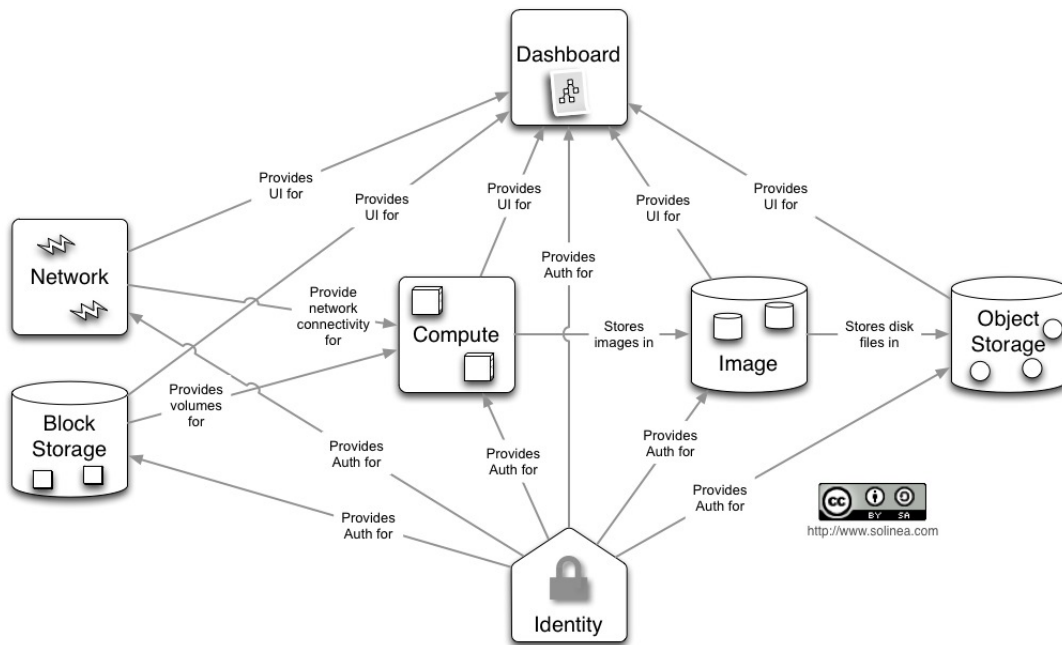 Dashboard
Provides
UI for
Provides
UI for
Provides
UI for
Provides
UI for
Provides
UI for
Provides
Auth for
Network
Provide
network
connectivity
for
Compute
Stores
images in
Image
Stores disk
files in
Object
Storage
Block
Storage
Provides
volumes
for
Provides
Auth for
Provides
Auth for
Provides
Auth for
Provides
Auth for
Provides
Auth for
Identity
cc
BY SA
http://www.solinea.com